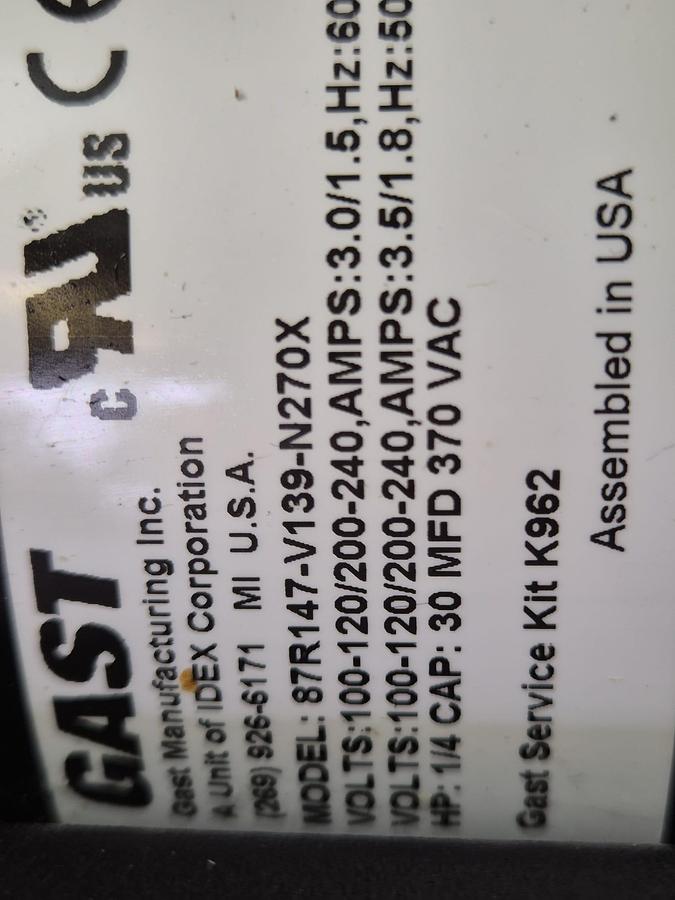 GAST c RU® US CE
Gast Manufacturing Inc.
A Unit of IDEX Corporation
(269) 926-6171 MI U.S.A.
MODEL: 87R147-V139-N270X
VOLTS:100-120/200-240,AMPS:3.0/1.5,Hz:60
VOLTS:100-120/200-240,AMPS:3.5/1.8,Hz:50
HP: 1/4 CAP: 30 MFD 370 VAC
Gast Service Kit K962
Assembled in USA